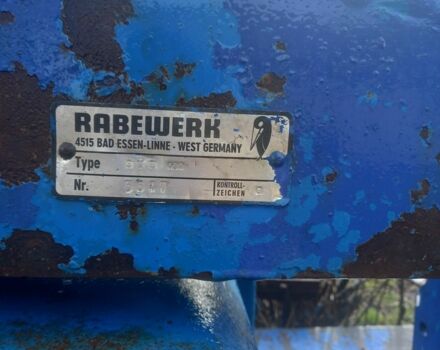 RABEWERK
4515 BAD ESSEN-LINNE · WEST GERMANY
Type
Nr.
KONTROLL-
ZEICHEN